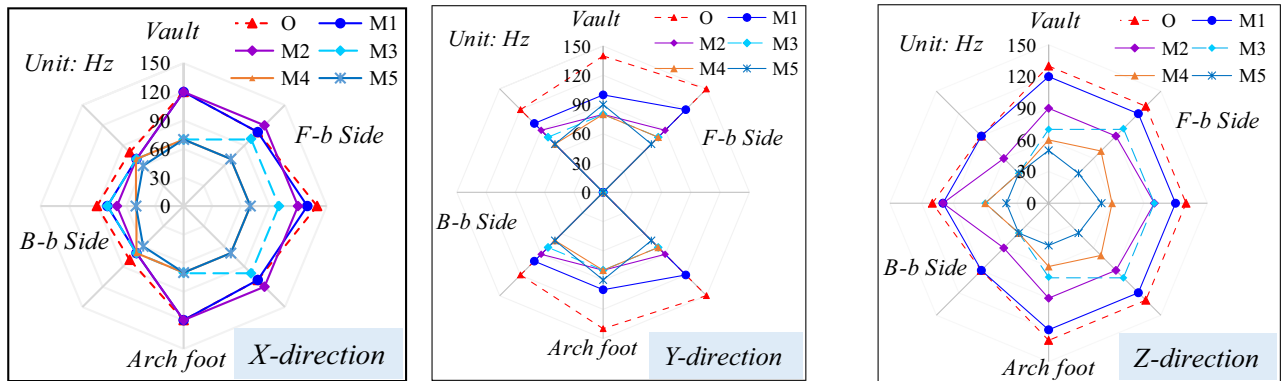 Vault
O M1
M2 M3
M4 M5
Unit: Hz
150
120
90
60
30
0
F-b Side
B-b Side
Arch foot
X-direction
Vault
O M1
M2 M3
M4 M5
Unit: Hz
150
120
90
60
30
0
F-b Side
B-b Side
Arch foot
Y-direction
Vault
O M1
M2 M3
M4 M5
Unit: Hz
150
120
90
60
30
0
F-b Side
B-b Side
Arch foot
Z-direction